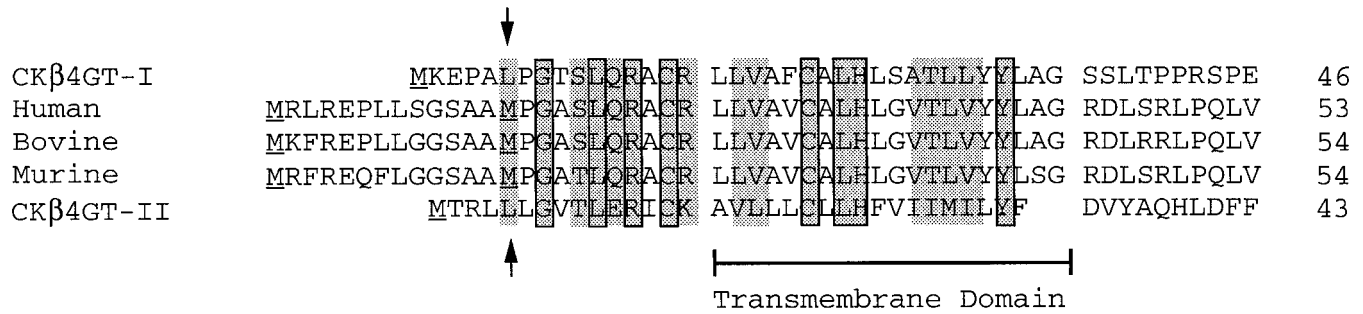 CKβ4GT-I MKEPALPGTSLQRACR LLVAFCALHLSATLLYYLAG SSLTPPRSPE 46
Human MRLREPLLSGSAAMPGASLQRACR LLVAVCALHLGVTLVYYLAG RDLSRLPQLV 53
Bovine MKFREPLLGGSAAMPGASLQRACR LLVAVCALHLGVTLVYYLAG RDLRRLPQLV 54
Murine MRFREQFLGGSAAMPGATLQRACR LLVAVCALHLGVTLVYYLSG RDLSRLPQLV 54
CKβ4GT-II MTRLLLGVTLERICK AVLLLCLLHFVIIMILYF DVYAQHLDFF 43
Transmembrane Domain